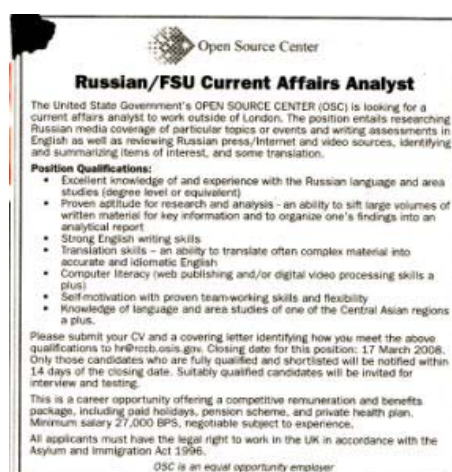 Open Source Center
Russian/FSU Current Affairs Analyst
The United State Government's OPEN SOURCE CENTER (OSC) is looking for a
current affairs analyst to work outside of London. The position entails researching
Russian media coverage of particular topics or events and writing assessments in
English as well as reviewing Russian press/Internet and video sources, identifying
and summarizing items of interest, and some translation.
Position Qualifications:
• Excellent knowledge of and experience with the Russian language and area
studies (degree level or equivalent)
• Proven aptitude for research and analysis - an ability to sift large volumes of
written material for key information and to organize one's findings into an
analytical report
• Strong English writing skills
• Translation skills – an ability to translate often complex material into
accurate and idiomatic English
• Computer literacy (web publishing and/or digital video processing skills a
plus)
• Self-motivation with proven team-working skills and flexibility
• Knowledge of language and area studies of one of the Central Asian regions
a plus.
Please submit your CV and a covering letter identifying how you meet the above
qualifications to hr@rccb.osis.gov. Closing date for this position: 17 March 2008.
Only those candidates who are fully qualified and shortlisted will be notified within
14 days of the closing date. Suitably qualified candidates will be invited for
interview and testing.
This is a career opportunity offering a competitive remuneration and benefits
package, including paid holidays, pension scheme, and private health plan.
Minimum salary 27,000 BPS, negotiable subject to experience.
All applicants must have the legal right to work in the UK in accordance with the
Asylum and Immigration Act 1996.
OSC is an equal opportunity employer